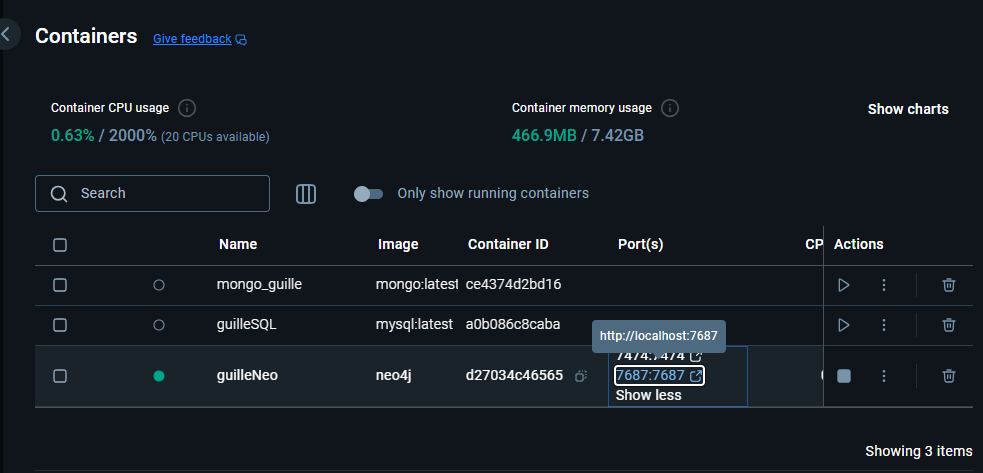 Containers Give feedback
Container CPU usage Container memory usage Show charts
0.63% / 2000% (20 CPUs available) 466.9MB / 7.42GB
Search Only show running containers
Name Image Container ID Port(s) CP Actions
mongo_guille mongo:latest ce4374d2bd16
guilleSQL mysql:latest a0b086c8caba
http://localhost:7687
7474:7474
guilleNeo neo4j d27034c46565 7687:7687
Show less
Showing 3 items